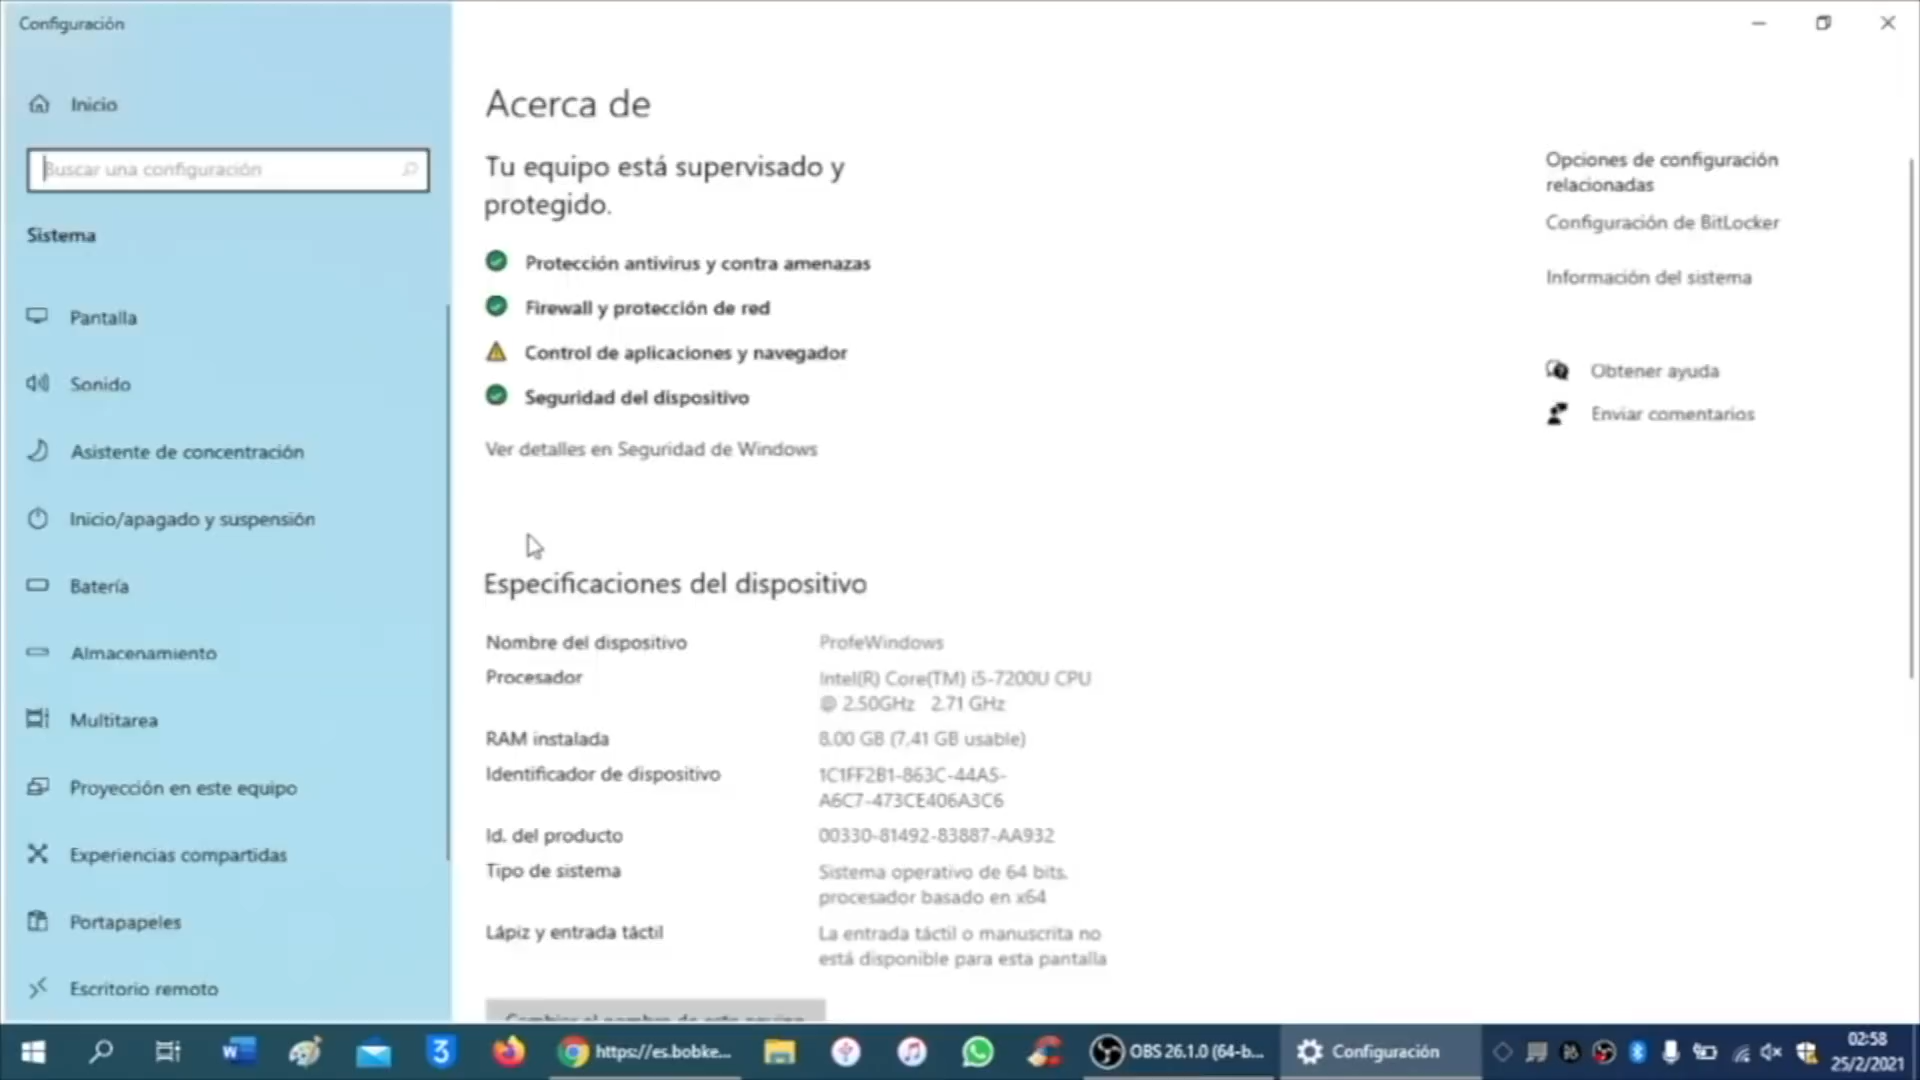 Configuración
Inicio
Buscar una configuración
Sistema
Pantalla
Sonido
Asistente de concentración
Inicio/apagado y suspensión
Batería
Almacenamiento
Multitarea
Proyección en este equipo
Experiencias compartidas
Portapapeles
Escritorio remoto
Acerca de
Tu equipo está supervisado y
protegido.
Protección antivirus y contra amenazas
Firewall y protección de red
Control de aplicaciones y navegador
Seguridad del dispositivo
Ver detalles en Seguridad de Windows
Especificaciones del dispositivo
Nombre del dispositivo ProfeWindows
Procesador Intel(R) Core(TM) i5-7200U CPU
@ 2.50GHz 2.71 GHz
RAM instalada 8.00 GB (7,41 GB usable)
Identificador de dispositivo 1C1FF2B1-863C-44A5-
A6C7-473CE406A3C6
Id. del producto 00330-81492-83887-AA932
Tipo de sistema Sistema operativo de 64 bits,
procesador basado en x64
Lápiz y entrada táctil La entrada táctil o manuscrita no
está disponible para esta pantalla
Cambiar el nombre de este equipo
Opciones de configuración
relacionadas
Configuración de BitLocker
Información del sistema
Obtener ayuda
Enviar comentarios
https://es.bobke...
OBS 26.1.0 (64-b...
Configuración
02:58
25/2/2021